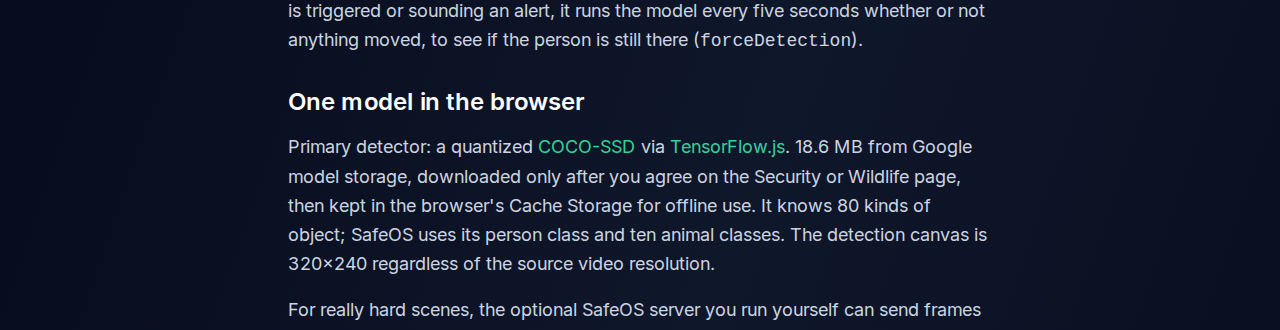 is triggered or sounding an alert, it runs the model every five seconds whether or not
anything moved, to see if the person is still there (forceDetection).
One model in the browser
Primary detector: a quantized COCO-SSD via TensorFlow.js. 18.6 MB from Google
model storage, downloaded only after you agree on the Security or Wildlife page,
then kept in the browser's Cache Storage for offline use. It knows 80 kinds of
object; SafeOS uses its person class and ten animal classes. The detection canvas is
320×240 regardless of the source video resolution.
For really hard scenes, the optional SafeOS server you run yourself can send frames